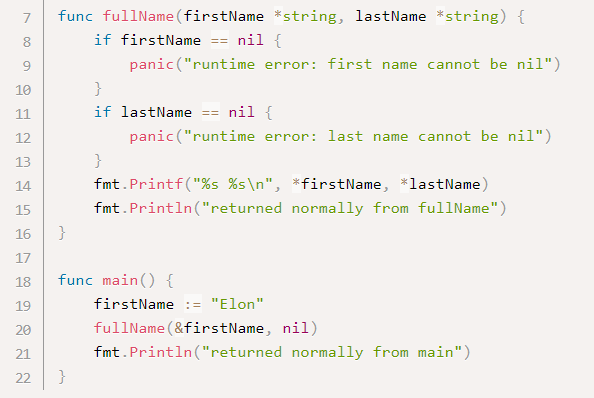 7 func fullName(firstName *string, lastName *string) {
8 if firstName == nil {
9 panic("runtime error: first name cannot be nil")
10 }
11 if lastName == nil {
12 panic("runtime error: last name cannot be nil")
13 }
14 fmt.Printf("%s %s\n", *firstName, *lastName)
15 fmt.Println("returned normally from fullName")
16 }
17
18 func main() {
19 firstName := "Elon"
20 fullName(&firstName, nil)
21 fmt.Println("returned normally from main")
22 }